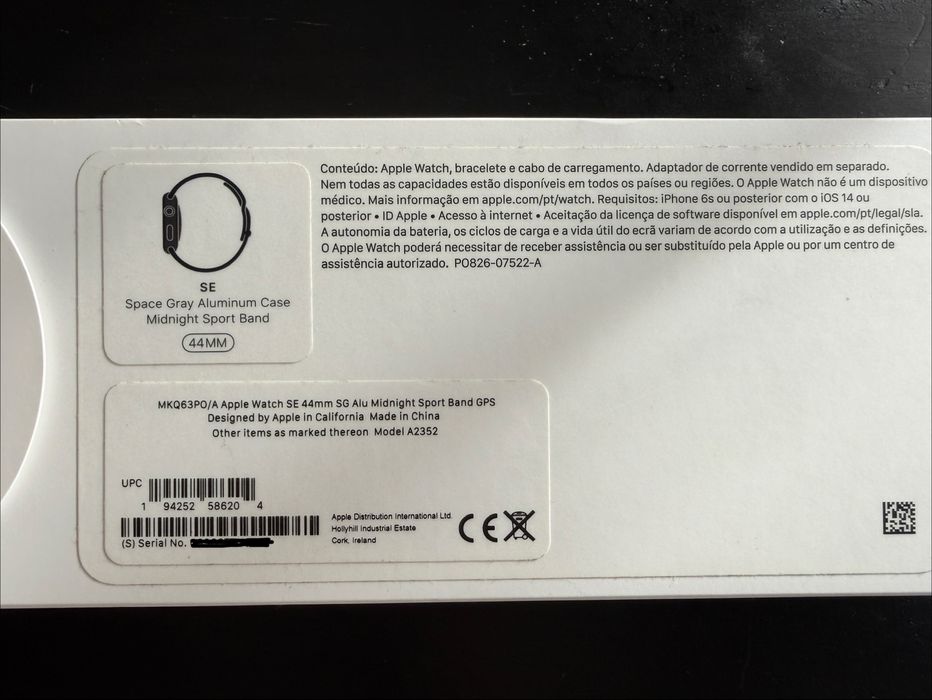 SE
Space Gray Aluminum Case
Midnight Sport Band
44MM
Conteúdo: Apple Watch, bracelete e cabo de carregamento. Adaptador de corrente vendido em separado.
Nem todas as capacidades estão disponíveis em todos os países ou regiões. O Apple Watch não é um dispositivo
médico. Mais informação em apple.com/pt/watch. Requisitos: iPhone 6s ou posterior com o iOS 14 ou
posterior • ID Apple • Acesso à internet • Aceitação da licença de software disponível em apple.com/pt/legal/sla.
A autonomia da bateria, os ciclos de carga e a vida útil do ecrã variam de acordo com a utilização e as definições.
O Apple Watch poderá necessitar de receber assistência ou ser substituído pela Apple ou por um centro de
assistência autorizado. PO826-07522-A
MKQ63PO/A Apple Watch SE 44mm SG Alu Midnight Sport Band GPS
Designed by Apple in California Made in China
Other items as marked thereon Model A2352
UPC
1 94252 58620 4
(S) Serial No.
Apple Distribution International Ltd.
Hollyhill Industrial Estate
Cork, Ireland
CE